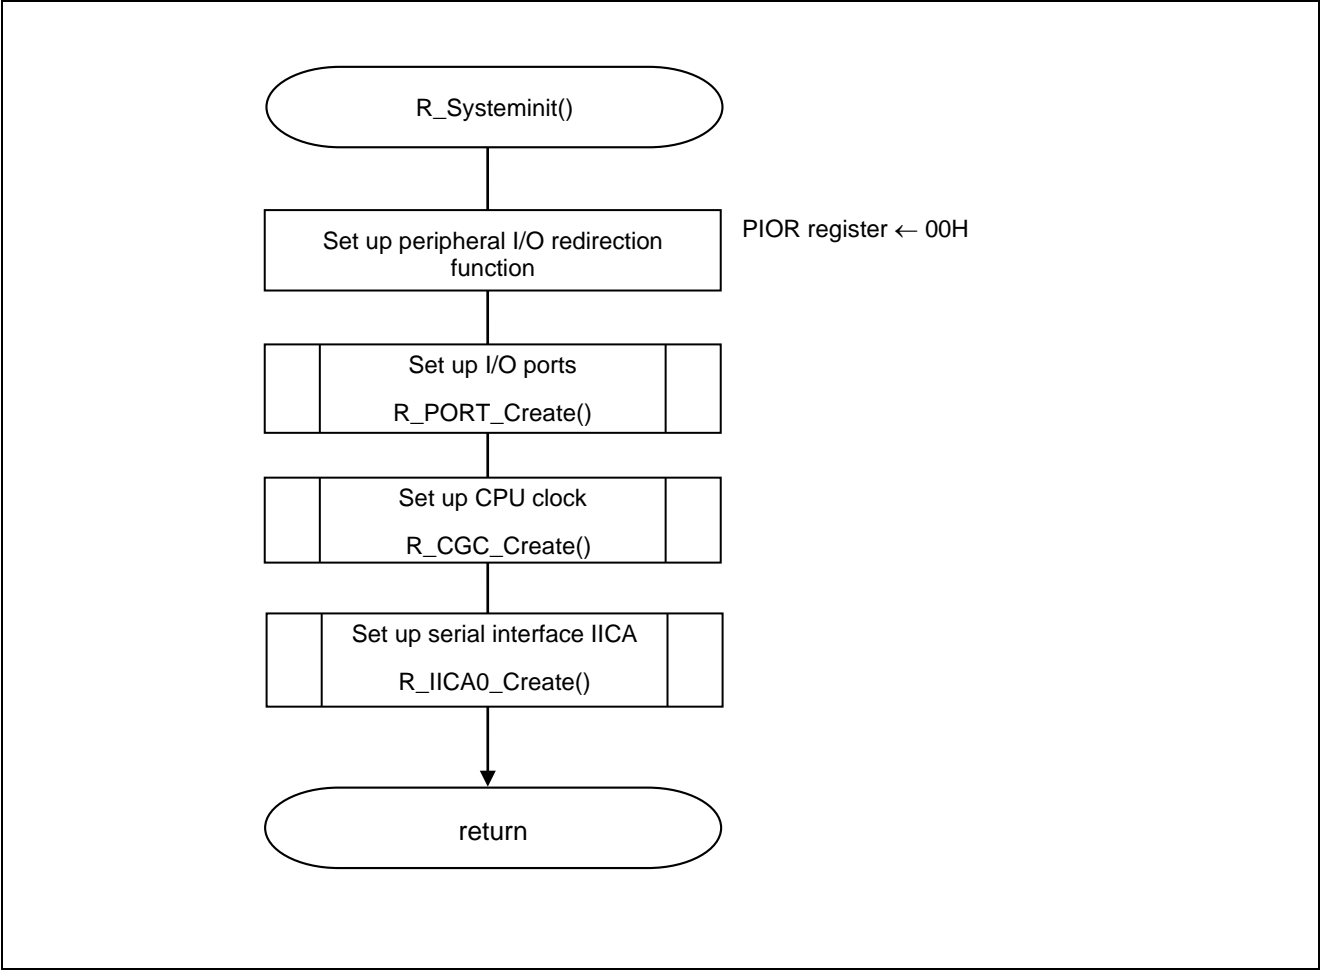 R_Systeminit()
Set up peripheral I/O redirection
function
PIOR register ← 00H
Set up I/O ports
R_PORT_Create()
Set up CPU clock
R_CGC_Create()
Set up serial interface IICA
R_IICA0_Create()
return